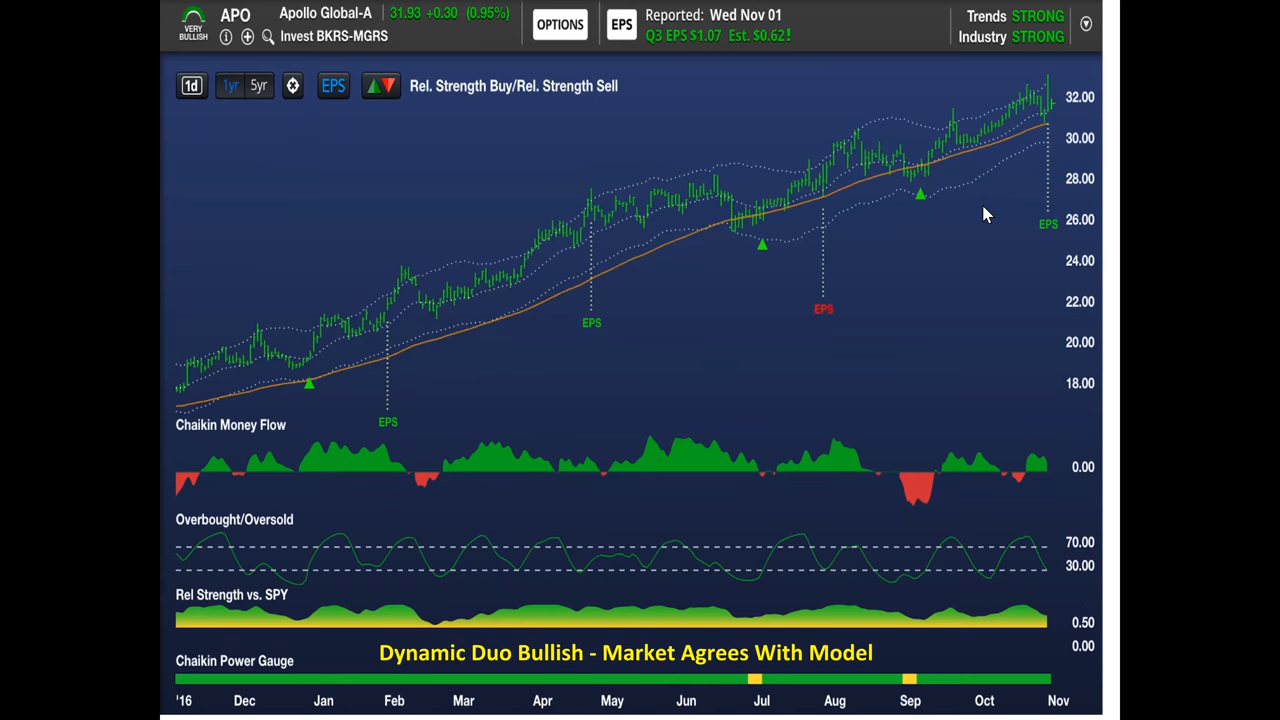 VERY BULLISH
APO
Apollo Global-A 31.93 +0.30 (0.95%)
Invest BKRS-MGRS
OPTIONS
EPS
Reported: Wed Nov 01
Q3 EPS $1.07 Est. $0.62!
Trends STRONG
Industry STRONG
1d 1yr 5yr EPS Rel. Strength Buy/Rel. Strength Sell
32.00
30.00
28.00
26.00
EPS
24.00
22.00
EPS
EPS
20.00
18.00
EPS
Chaikin Money Flow
0.00
Overbought/Oversold
70.00
30.00
Rel Strength vs. SPY
0.50
0.00
Dynamic Duo Bullish - Market Agrees With Model
Chaikin Power Gauge
'16 Dec Jan Feb Mar Apr May Jun Jul Aug Sep Oct Nov